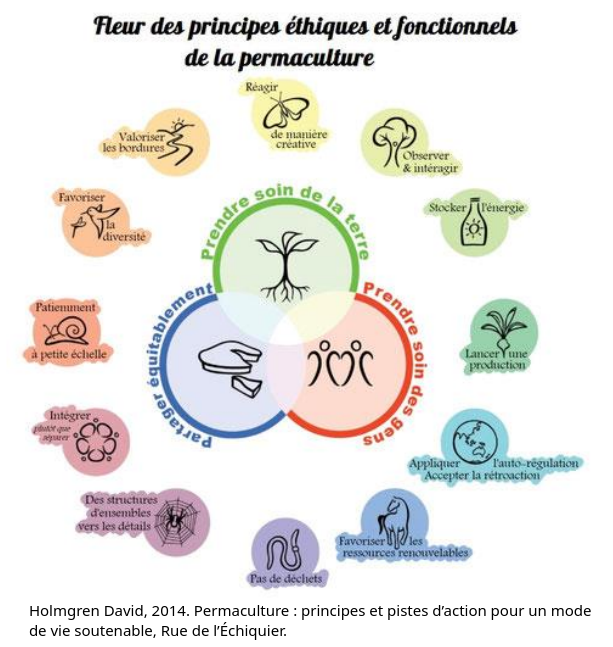 Fleur des principes éthiques et fonctionnels
de la permaculture
Réagir
de manière
créative
Valoriser
les bordures
Observer
& intéragir
Favoriser
la
diversité
Stocker l'énergie
Prendre soin de la terre
Partager équitablement
Prendre soin des gens
Patiemment
à petite échelle
Lancer une
production
Intégrer
plutôt que
séparer
Appliquer l'auto-régulation
Accepter la rétroaction
Des structures
d'ensembles
vers les détails
Favoriser les
ressources renouvelables
Pas de déchets
Holmgren David, 2014. Permaculture : principes et pistes d’action pour un mode
de vie soutenable, Rue de l’Échiquier.